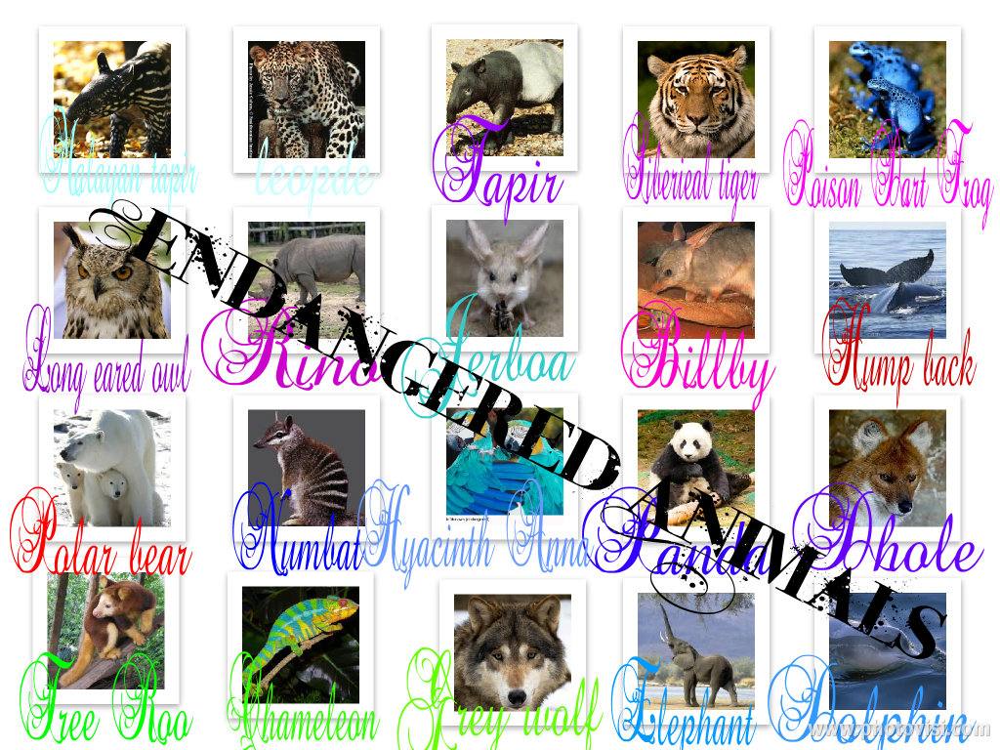 Malayan tapir
leopde
Tapir
Siberieal tiger
Poison Dart Frog
ENDANGERED ANIMALS
Long eared owl
Rino
Jerboa
Billby
Hump back
Polar bear
Numbat
Hyacinth Anna
Panda
Dhole
Tree Roo
Chameleon
Grey wolf
Elephant
Dolphin